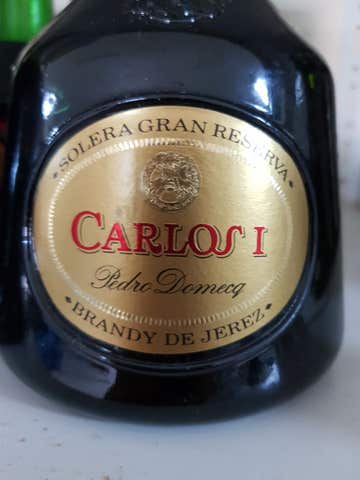 • SOLERA GRAN RESERVA •
CARLOS I
Pedro Domecq
• BRANDY DE JEREZ •